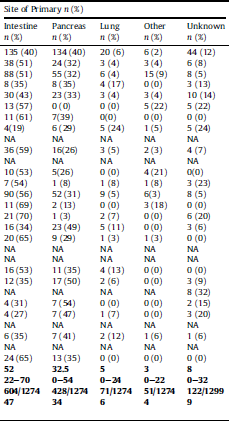 Site of Primary n (%)
Intestine Pancreas Lung Other Unknown
n (%) n (%) n (%) n (%) n (%)
135 (40) 134 (40) 20 (6) 6 (2) 44 (12)
38 (51) 24 (32) 3 (4) 3 (4) 6 (8)
88 (51) 55 (32) 6 (4) 15 (9) 8 (5)
8 (35) 8 (35) 4 (17) 0 (0) 3 (13)
30 (43) 23 (33) 3 (4) 3 (4) 10 (14)
13 (57) 0 (0) 0 (0) 5 (22) 5 (22)
11 (61) 7(39) 0(0) 0 (0) 0 (0)
4(19) 6 (29) 5 (24) 1 (5) 5 (24)
NA NA NA NA NA
36 (59) 16(26) 3 (5) 2 (3) 4 (7)
NA NA NA NA NA
10 (53) 5(26) 0 (0) 4 (21) 0(0)
7 (54) 1 (8) 1 (8) 1 (8) 3 (23)
90 (56) 52 (31) 9 (5) 6(3) 8 (5)
11 (69) 2 (13) 0 (0) 3 (18) 0 (0)
21 (70) 1 (3) 2 (7) 0 (0) 6 (20)
16 (34) 23 (49) 5 (11) 0 (0) 3 (6)
20 (65) 9 (29) 1 (3) 1 (3) 0 (0)
NA NA NA NA NA
NA NA NA NA NA
16 (53) 11 (35) 4 (13) 0 (0) 0 (0)
12 (35) 17 (50) 2 (6) 0 (0) 3 (9)
NA NA NA NA 8 (32)
4 (31) 7 (54) 0 (0) 0 (0) 2 (15)
4 (27) 7 (47) 1 (7) 0 (0) 3 (20)
NA NA NA NA NA
6 (35) 7 (41) 2 (12) 1 (6) 1 (6)
NA NA NA NA NA
24 (65) 13 (35) 0 (0) 0 (0) 0 (0)
52 32.5 5 3 8
22–70 0–54 0–24 0–22 0–32
604/1274 428/1274 71/1274 51/1274 122/1299
47 34 6 4 9